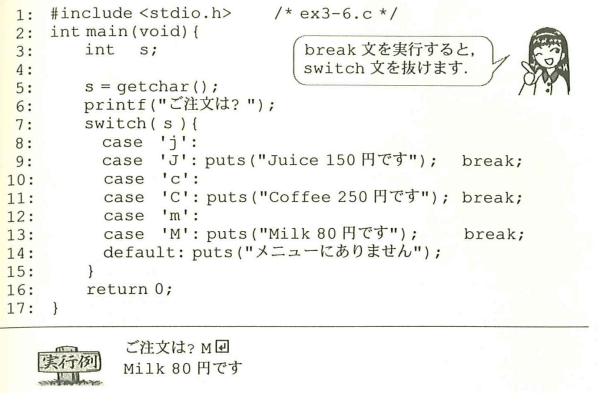 1: #include <stdio.h>    /* ex3-6.c */
2: int main(void){
3:     int  s;
break 文を実行すると,
switch 文を抜けます.
4:
5:     s = getchar();
6:     printf("ご注文は? ");
7:     switch( s ){
8:       case 'j':
9:       case 'J': puts("Juice 150 円です");   break;
10:       case 'c':
11:       case 'C': puts("Coffee 250 円です"); break;
12:       case 'm':
13:       case 'M': puts("Milk 80 円です");     break;
14:       default: puts("メニューにありません");
15:     }
16:     return 0;
17: }
実行例
ご注文は? M↵
Milk 80 円です